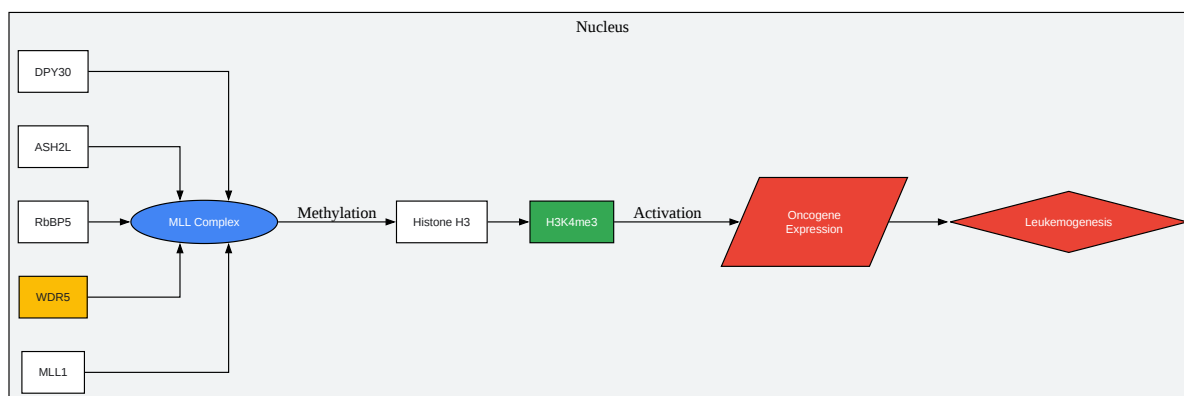 Nucleus
DPY30
ASH2L
RbBP5
WDR5
MLL1
MLL Complex
Methylation
Histone H3
H3K4me3
Activation
Oncogene
Expression
Leukemogenesis